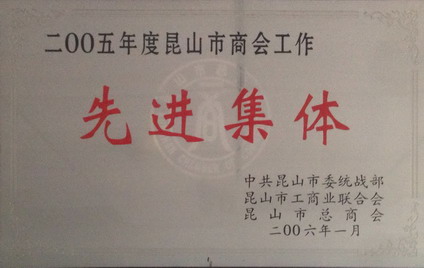 二OO五年度昆山市商会工作
先进集体
中共昆山市委统战部
昆山市工商业联合会
昆山市总商会
二OO六年一月